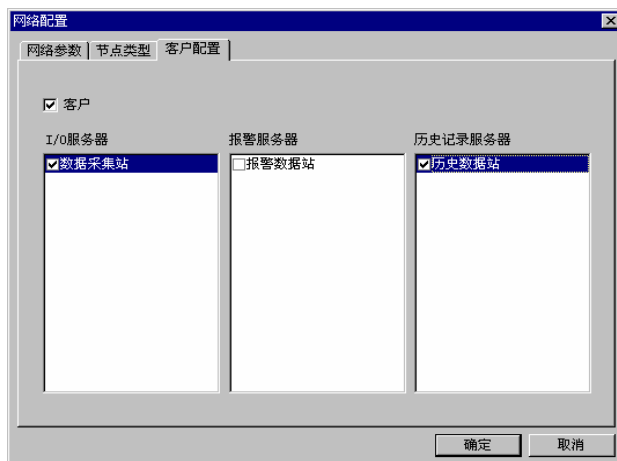 网络配置
网络参数 节点类型 客户配置
客户
I/O服务器 报警服务器 历史记录服务器
数据采集站 报警数据站 历史数据站
确定 取消